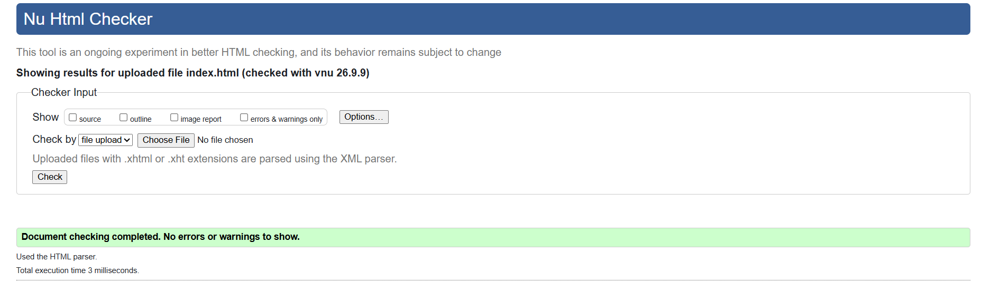 Nu Html Checker
This tool is an ongoing experiment in better HTML checking, and its behavior remains subject to change
Showing results for uploaded file index.html (checked with vnu 26.9.9)
Checker Input
Show source outline image report errors & warnings only Options…
Check by file upload Choose File No file chosen
Uploaded files with .xhtml or .xht extensions are parsed using the XML parser.
Check
Document checking completed. No errors or warnings to show.
Used the HTML parser.
Total execution time 3 milliseconds.